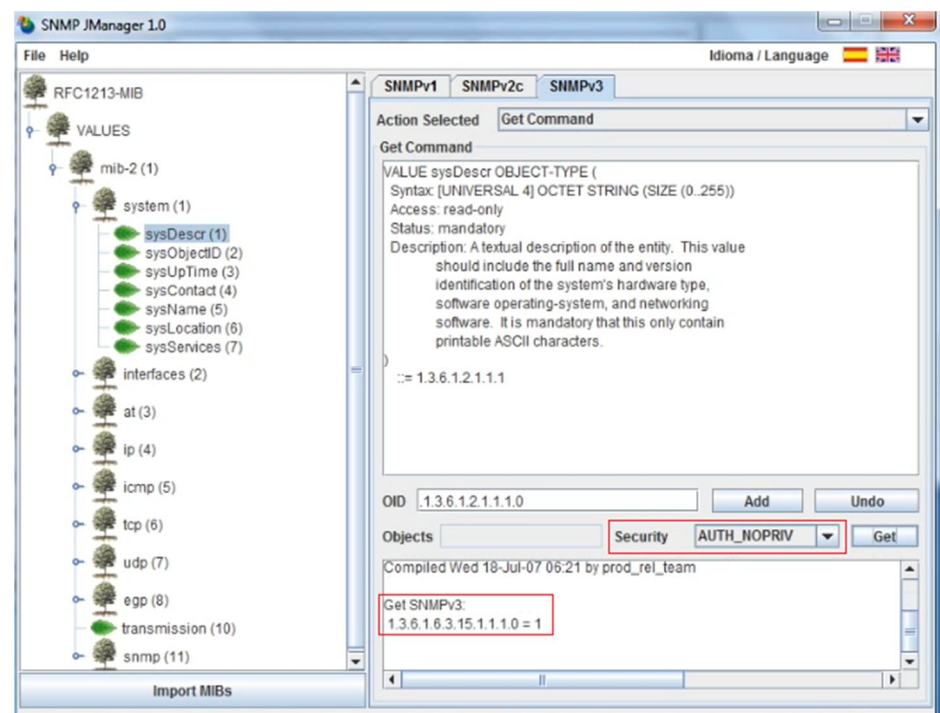 SNMP JManager 1.0
File Help
Idioma / Language
RFC1213-MIB
VALUES
mib-2 (1)
system (1)
sysDescr (1)
sysObjectID (2)
sysUpTime (3)
sysContact (4)
sysName (5)
sysLocation (6)
sysServices (7)
interfaces (2)
at (3)
ip (4)
icmp (5)
tcp (6)
udp (7)
egp (8)
transmission (10)
snmp (11)
Import MIBs
SNMPv1 SNMPv2c SNMPv3
Action Selected Get Command
Get Command
VALUE sysDescr OBJECT-TYPE (
Syntax: [UNIVERSAL 4] OCTET STRING (SIZE (0..255))
Access: read-only
Status: mandatory
Description: A textual description of the entity. This value
should include the full name and version
identification of the system's hardware type,
software operating-system, and networking
software. It is mandatory that this only contain
printable ASCII characters.
)
::= 1.3.6.1.2.1.1.1
OID .1.3.6.1.2.1.1.1.0 Add Undo
Objects Security AUTH_NOPRIV Get
Compiled Wed 18-Jul-07 06:21 by prod_rel_team
Get SNMPv3:
1.3.6.1.6.3.15.1.1.1.0 = 1